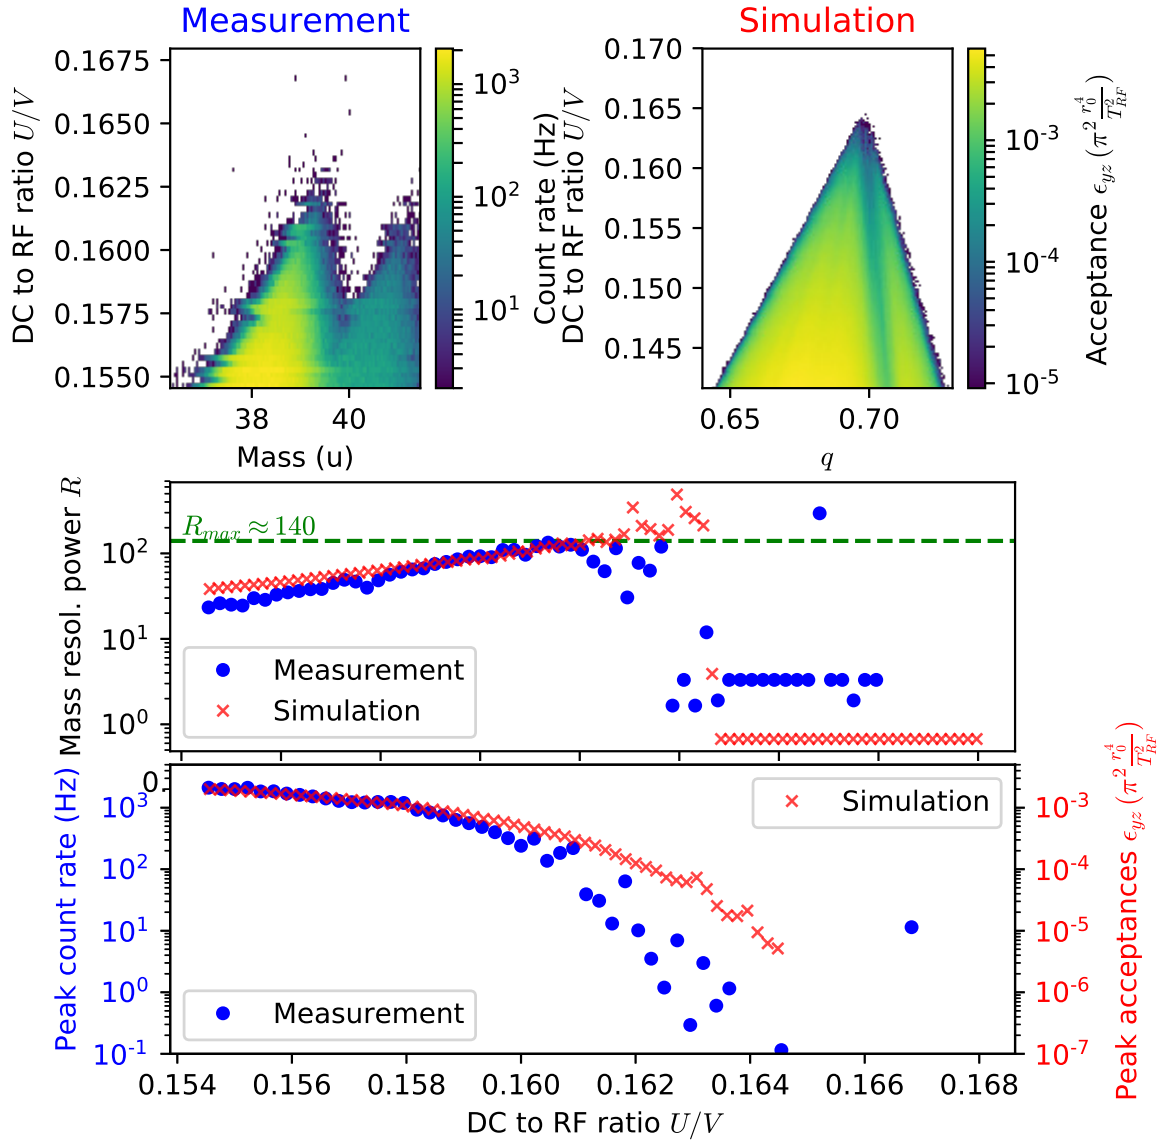 Measurement
Simulation
DC to RF ratio U/V
0.1675
0.1650
0.1625
0.1600
0.1575
0.1550
38
40
Mass (u)
10³
10²
10¹
Count rate (Hz)
DC to RF ratio U/V
0.170
0.165
0.160
0.155
0.150
0.145
0.65
0.70
q
10⁻³
10⁻⁴
10⁻⁵
Acceptance ϵ_yz (π² r₀⁴/T²_RF)
Mass resol. power R
10²
10¹
10⁰
R_max ≈ 140
Measurement
Simulation
0
Peak count rate (Hz)
10³
10²
10¹
10⁰
10⁻¹
Simulation
Measurement
10⁻³
10⁻⁴
10⁻⁵
10⁻⁶
10⁻⁷
Peak acceptances ϵ_yz (π² r₀⁴/T²_RF)
0.154
0.156
0.158
0.160
0.162
0.164
0.166
0.168
DC to RF ratio U/V